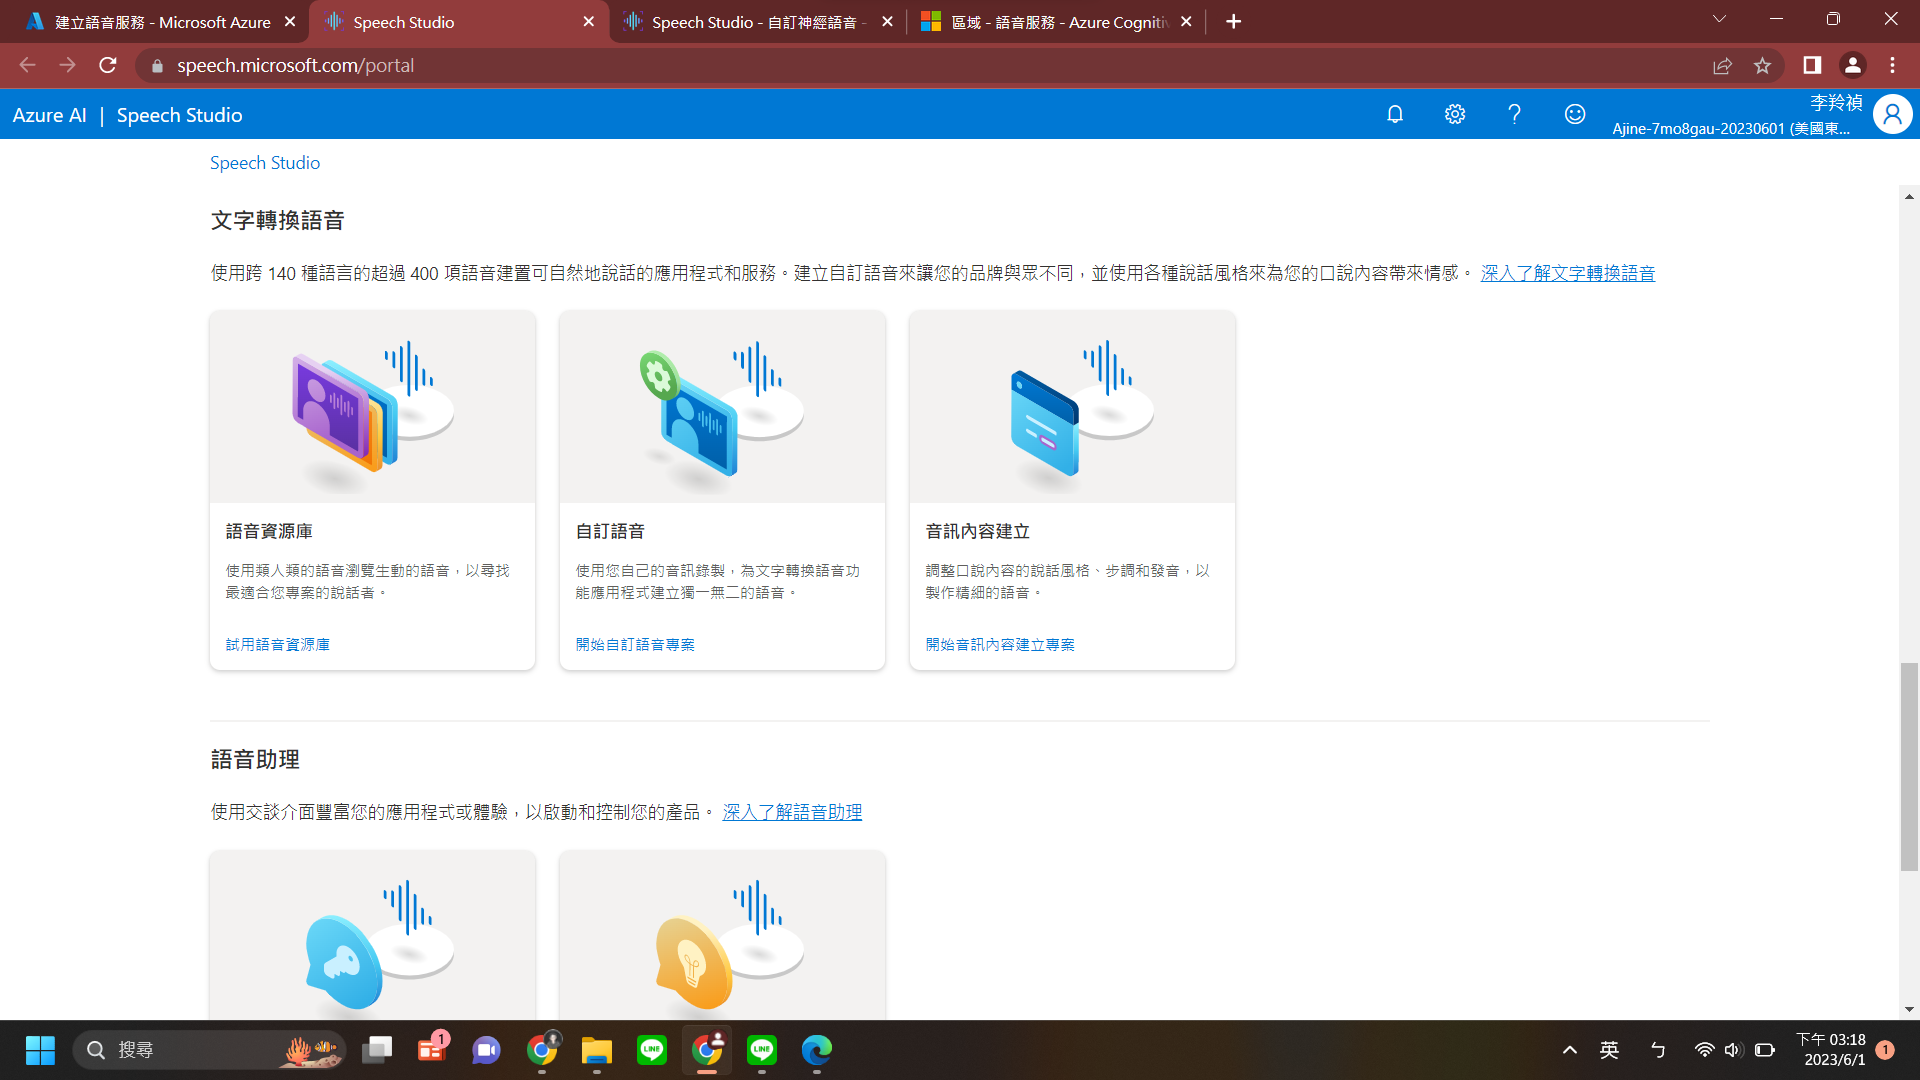 建立語音服務 - Microsoft Azure
Speech Studio
Speech Studio - 自訂神經語音 -
區域 - 語音服務 - Azure Cogniti
speech.microsoft.com/portal
Azure AI | Speech Studio
李羚禎
Ajine-7mo8gau-20230601 (美國東...
Speech Studio
文字轉換語音
使用跨 140 種語言的超過 400 項語音建置可自然地說話的應用程式和服務。建立自訂語音來讓您的品牌與眾不同，並使用各種說話風格來為您的口說內容帶來情感。 深入了解文字轉換語音
語音資源庫
使用類人類的語音瀏覽生動的語音，以尋找
最適合您專案的說話者。
試用語音資源庫
自訂語音
使用您自己的音訊錄製，為文字轉換語音功
能應用程式建立獨一無二的語音。
開始自訂語音專案
音訊內容建立
調整口說內容的說話風格、步調和發音，以
製作精細的語音。
開始音訊內容建立專案
語音助理
使用交談介面豐富您的應用程式或體驗，以啟動和控制您的產品。 深入了解語音助理
搜尋
1
LINE
LINE
英
ㄅ
下午 03:18
2023/6/1
1